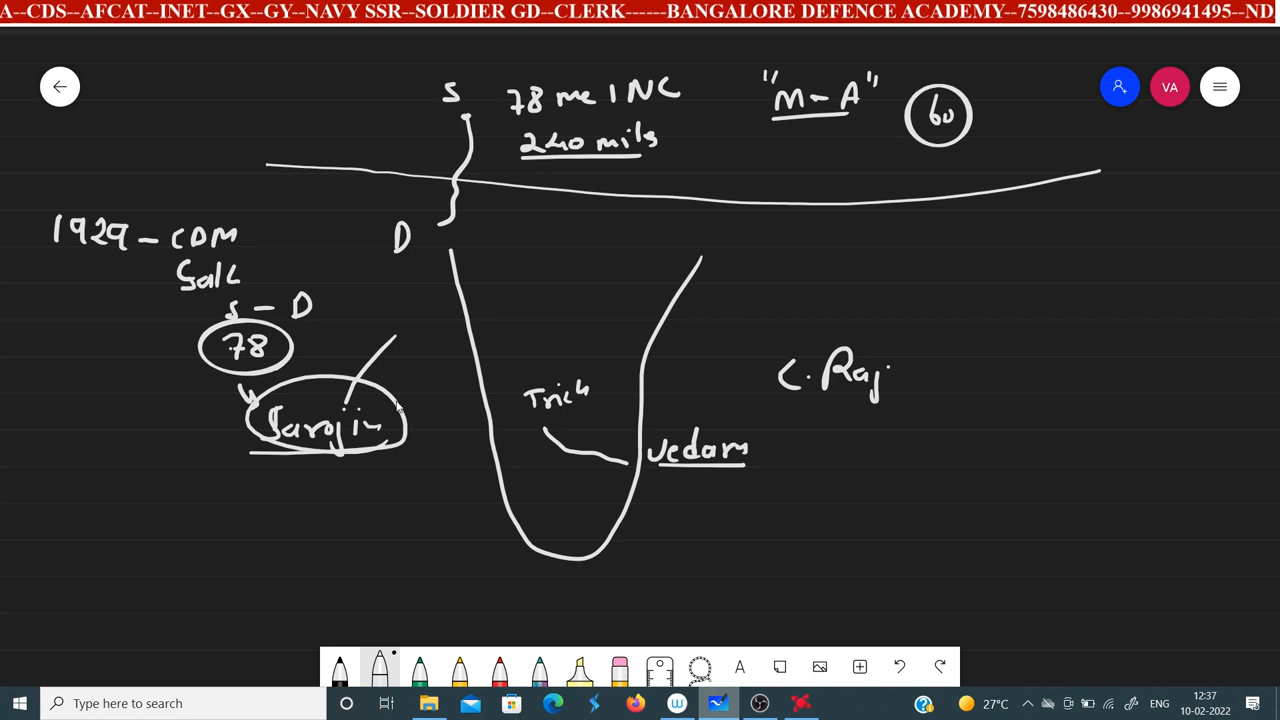 A--CDS--AFCAT--INET--GX--GY--NAVY SSR--SOLDIER GD--CLERK------BANGALORE DEFENCE ACADEMY--7598486430--9986941495--ND
S
78 me INC
240 mils
"M-A"
60
VA
1929 - CDM
Salt
S - D
78
Sarojin
D
Trich
vedam
C. Raj
A
Type here to search
27°C
ENG
12:37
10-02-2022